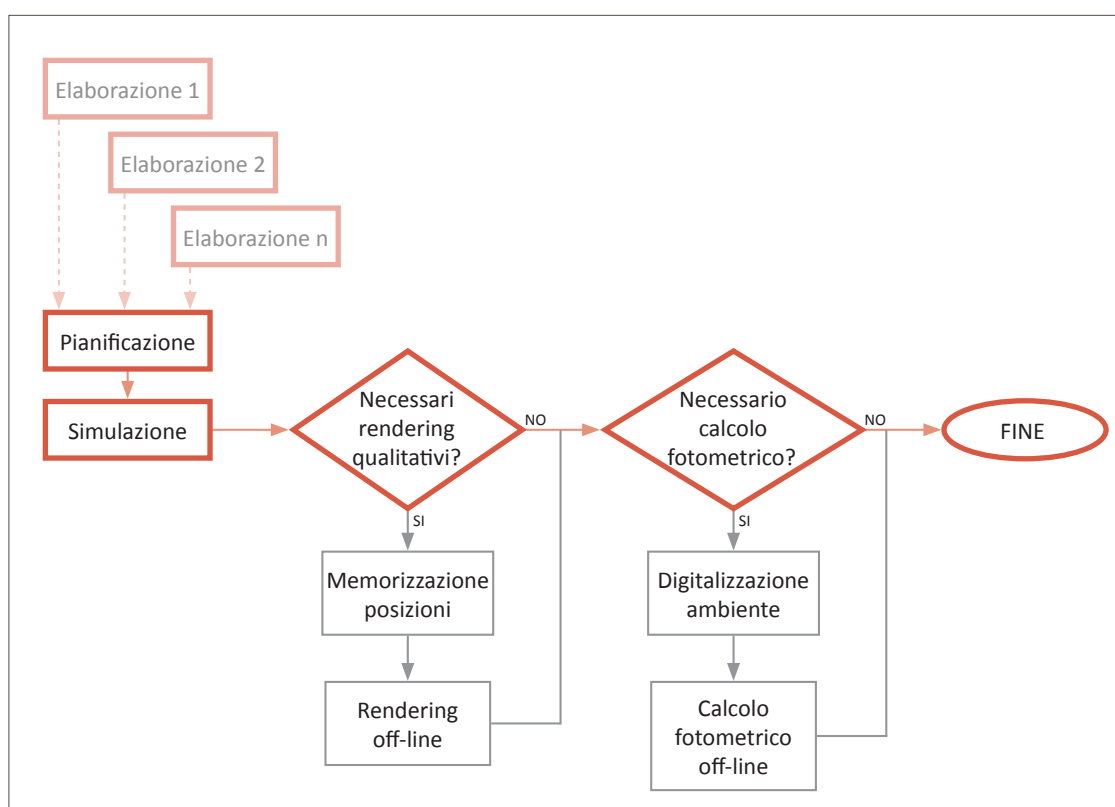 Elaborazione 1
Elaborazione 2
Elaborazione n
Pianificazione
Simulazione
Necessari
rendering
qualitativi?
NO
SI
Necessario
calcolo
fotometrico?
NO
SI
FINE
Memorizzazione
posizioni
Digitalizzazione
ambiente
Rendering
off-line
Calcolo
fotometrico
off-line